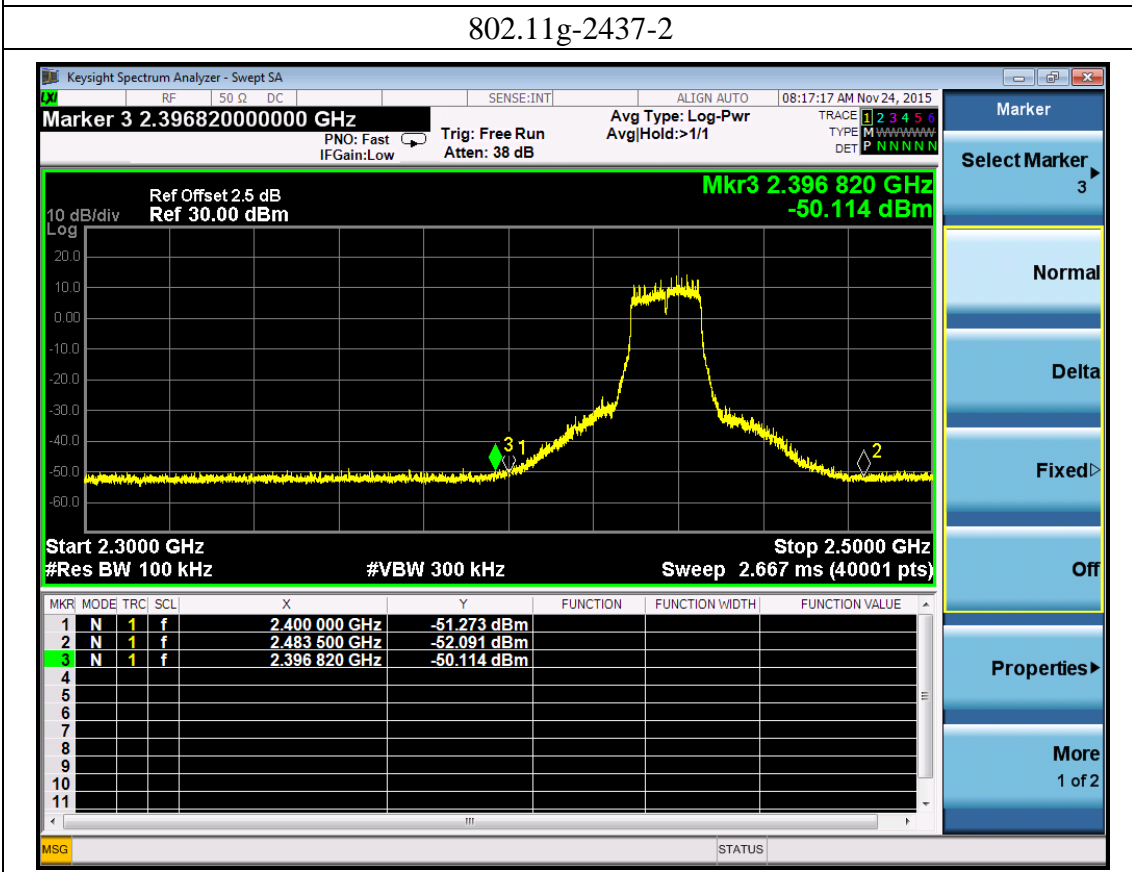 802.11g-2437-2
Keysight Spectrum Analyzer - Swept SA
LXI RF 50 Ω DC SENSE:INT ALIGN AUTO 08:17:17 AM Nov 24, 2015
Marker 3 2.396820000000 GHz
PNO: Fast
IFGain:Low
Trig: Free Run
Atten: 38 dB
Avg Type: Log-Pwr
Avg|Hold:>1/1
TRACE 1 2 3 4 5 6
TYPE M WWWWW
DET P N N N N N
Marker
Select Marker
3
Normal
Delta
Fixed
Off
Properties
More
1 of 2
Mkr3 2.396 820 GHz
-50.114 dBm
Ref Offset 2.5 dB
10 dB/div Ref 30.00 dBm
Log
20.0
10.0
0.00
-10.0
-20.0
-30.0
-40.0
-50.0
-60.0
3 1 2
Start 2.3000 GHz Stop 2.5000 GHz
#Res BW 100 kHz #VBW 300 kHz Sweep 2.667 ms (40001 pts)
MKR MODE TRC SCL X Y FUNCTION FUNCTION WIDTH FUNCTION VALUE
1 N 1 f 2.400 000 GHz -51.273 dBm
2 N 1 f 2.483 500 GHz -52.091 dBm
3 N 1 f 2.396 820 GHz -50.114 dBm
4
5
6
7
8
9
10
11
MSG STATUS